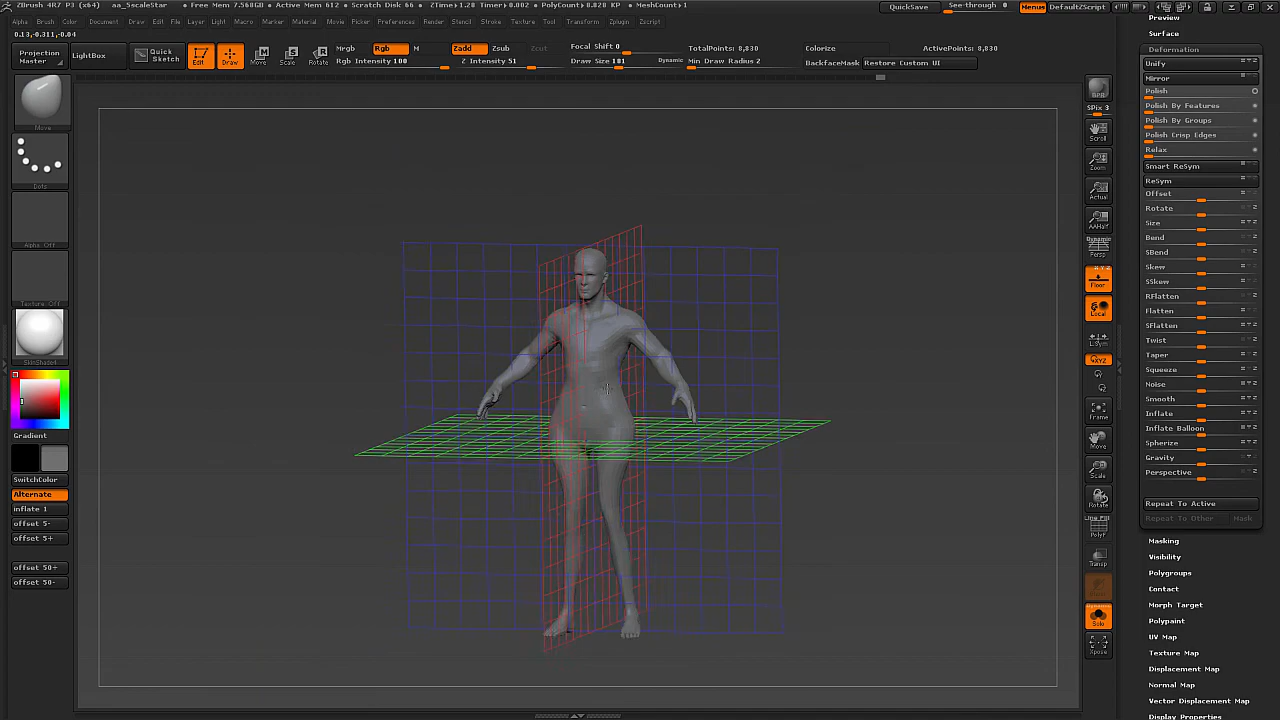 ZBrush 4R7 P3 (x64) aa_5scaleStar • Free Mem 7.568GB • Active Mem 612 • Scratch Disk 66 • ZTime▸1.28 Timer▸0.002 • PolyCount▸8.828 KP • MeshCount▸1 QuickSave See-through 0 Menus DefaultZScript
Alpha Brush Color Document Draw Edit File Layer Light Macro Marker Material Movie Picker Preferences Render Stencil Stroke Texture Tool Transform Zplugin Zscript
0.13,-0.311,-0.04
Projection Master
LightBox
Quick Sketch
Edit
Draw
Move
Scale
Rotate
Mrgb Rgb M
Rgb Intensity 100
Zadd Zsub Zcut
Z Intensity 51
Focal Shift 0
Draw Size 181 Dynamic
TotalPoints: 8,830
Min Draw Radius 2
Colorize
BackfaceMask
ActivePoints: 8,830
Restore Custom UI
Move
Dots
Alpha Off
Texture Off
SkinShade4
Gradient
SwitchColor
Alternate
inflate 1
offset 5-
offset 5+
offset 50+
offset 50-
BPR
SPix 3
Scroll
Zoom
Actual
AAHalf
Dynamic
Persp
Floor
Local
L.Sym
XYZ
Frame
Move
Scale
Rotate
Line Fill
PolyF
Transp
Dynamic
Solo
Xpose
Preview
Surface
Deformation
Unify
Mirror
Polish
Polish By Features
Polish By Groups
Polish Crisp Edges
Relax
Smart ReSym
ReSym
Offset
Rotate
Size
Bend
SBend
Skew
SSkew
RFlatten
Flatten
SFlatten
Twist
Taper
Squeeze
Noise
Smooth
Inflate
Inflate Balloon
Spherize
Gravity
Perspective
Repeat To Active
Repeat To Other Mask
Masking
Visibility
Polygroups
Contact
Morph Target
Polypaint
UV Map
Texture Map
Displacement Map
Normal Map
Vector Displacement Map
Display Properties